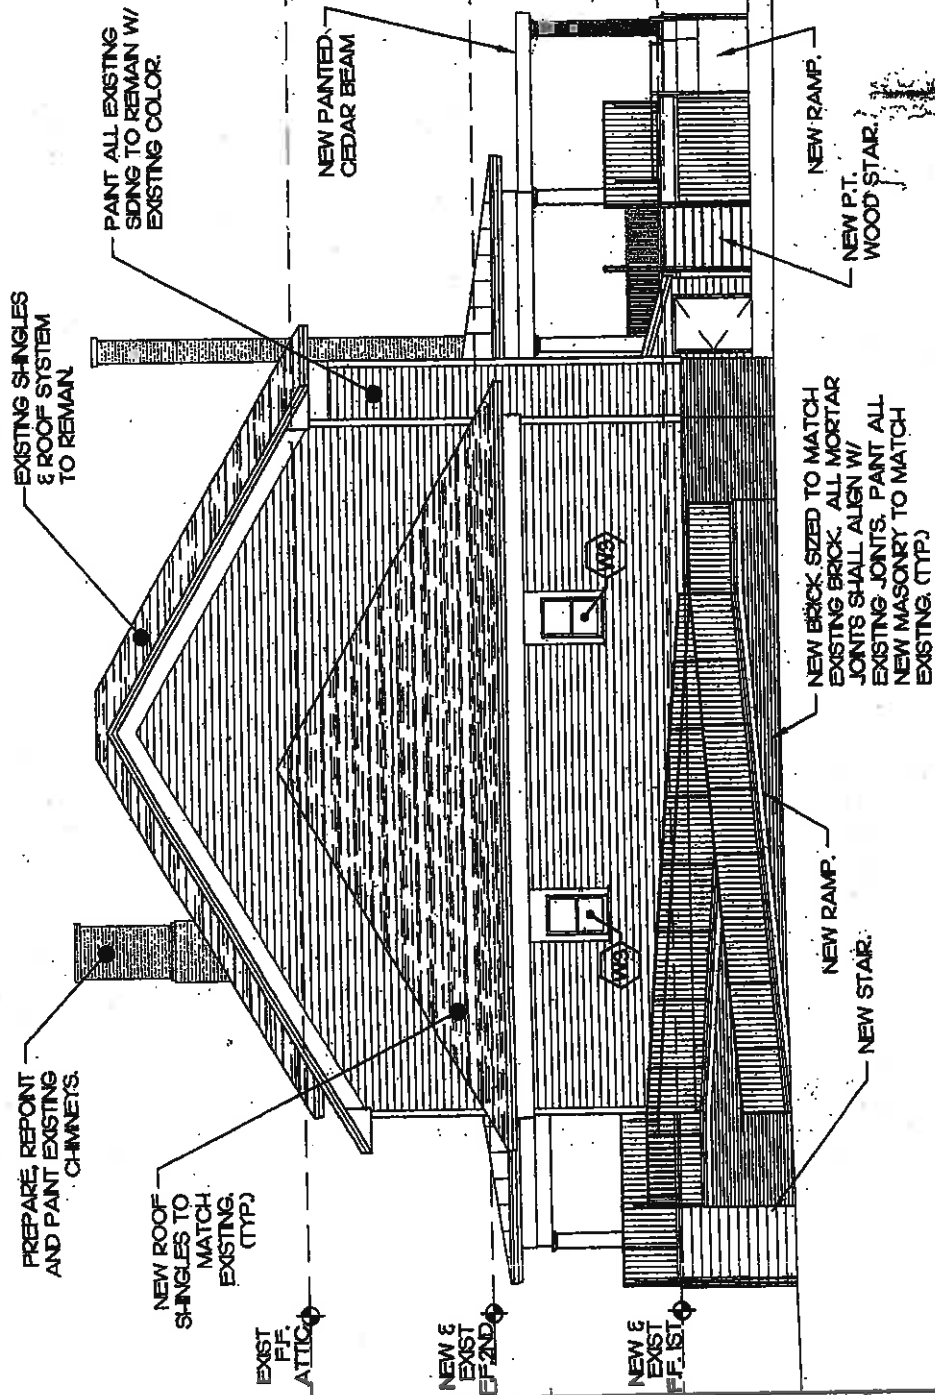 PREPARE, REPOINT
AND PAINT EXISTING
CHIMNEYS.
EXISTING SHINGLES
& ROOF SYSTEM
TO REMAIN.
PAINT ALL EXISTING
SIDING TO REMAIN W/
EXISTING COLOR.
NEW PAINTED
CEDAR BEAM
NEW ROOF
SHINGLES TO
MATCH
EXISTING.
(TYP.)
EXIST
F.F.
ATTIC
NEW &
EXIST
F.F. 2ND
NEW &
EXIST
F.F. 1ST
W3
W3
NEW STAIR.
NEW RAMP.
NEW BRICK SIZED TO MATCH
EXISTING BRICK. ALL MORTAR
JOINTS SHALL ALIGN W/
EXISTING JOINTS. PAINT ALL
NEW MASONRY TO MATCH
EXISTING. (TYP.)
NEW P.T.
WOOD STAIR.
NEW RAMP.